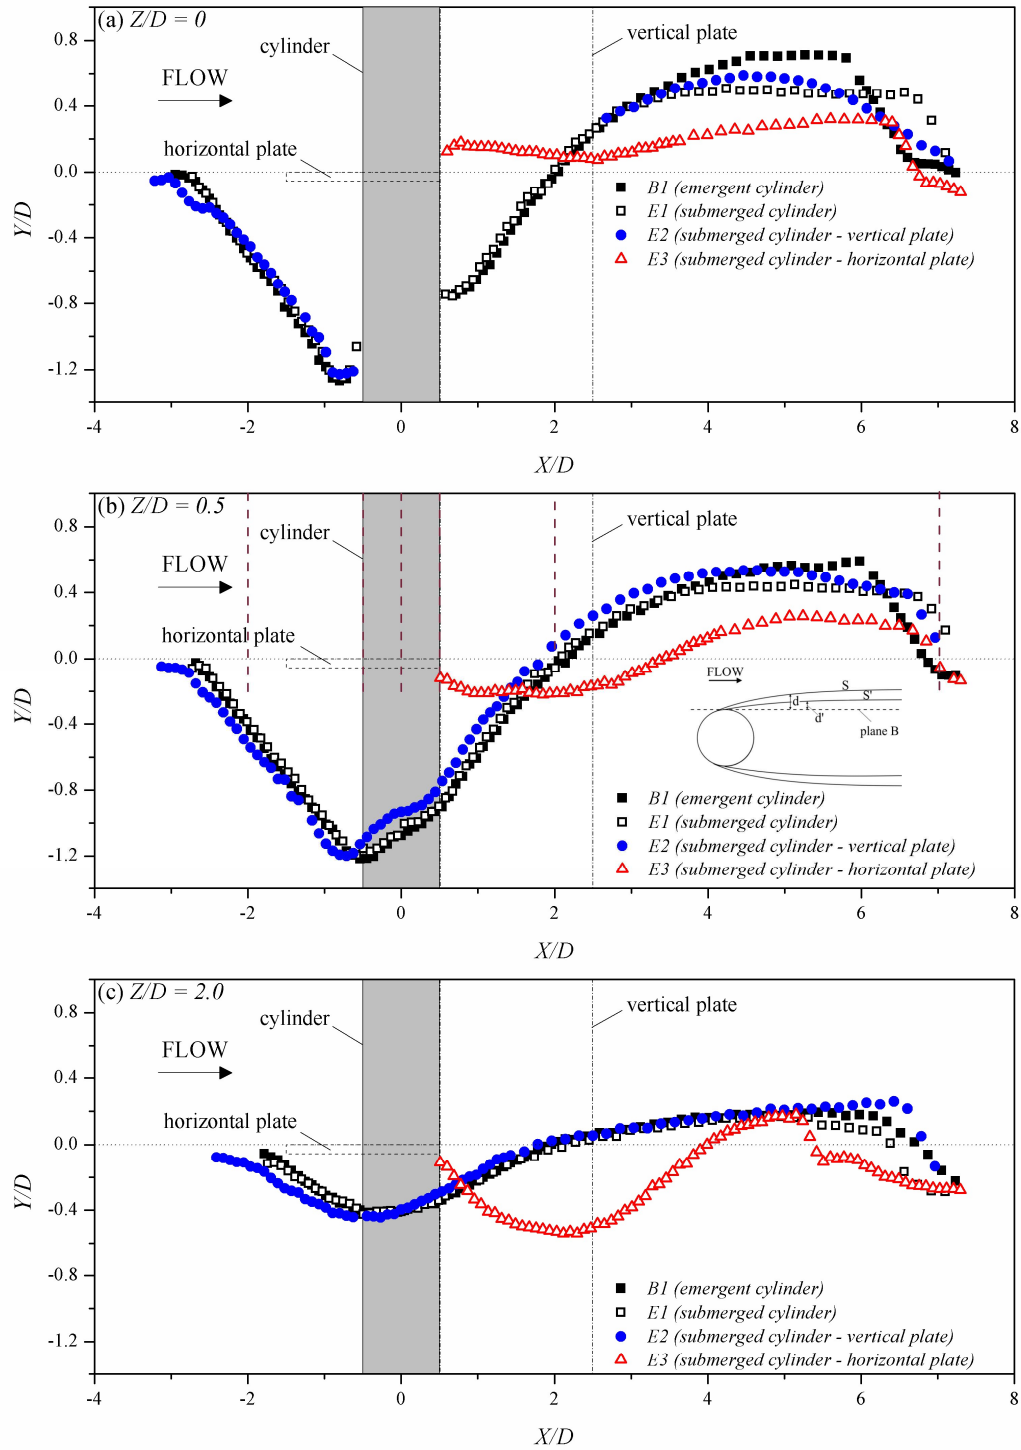 (a) Z/D = 0
cylinder
vertical plate
FLOW
horizontal plate
0.8
0.4
0.0
-0.4
-0.8
-1.2
Y/D
B1 (emergent cylinder)
E1 (submerged cylinder)
E2 (submerged cylinder - vertical plate)
E3 (submerged cylinder - horizontal plate)
-4 -2 0 2 4 6 8
X/D
(b) Z/D = 0.5
cylinder
vertical plate
FLOW
horizontal plate
0.8
0.4
0.0
-0.4
-0.8
-1.2
Y/D
FLOW
S
S'
d
d'
plane B
B1 (emergent cylinder)
E1 (submerged cylinder)
E2 (submerged cylinder - vertical plate)
E3 (submerged cylinder - horizontal plate)
-4 -2 0 2 4 6 8
X/D
(c) Z/D = 2.0
cylinder
vertical plate
FLOW
horizontal plate
0.8
0.4
0.0
-0.4
-0.8
-1.2
Y/D
B1 (emergent cylinder)
E1 (submerged cylinder)
E2 (submerged cylinder - vertical plate)
E3 (submerged cylinder - horizontal plate)
-4 -2 0 2 4 6 8
X/D